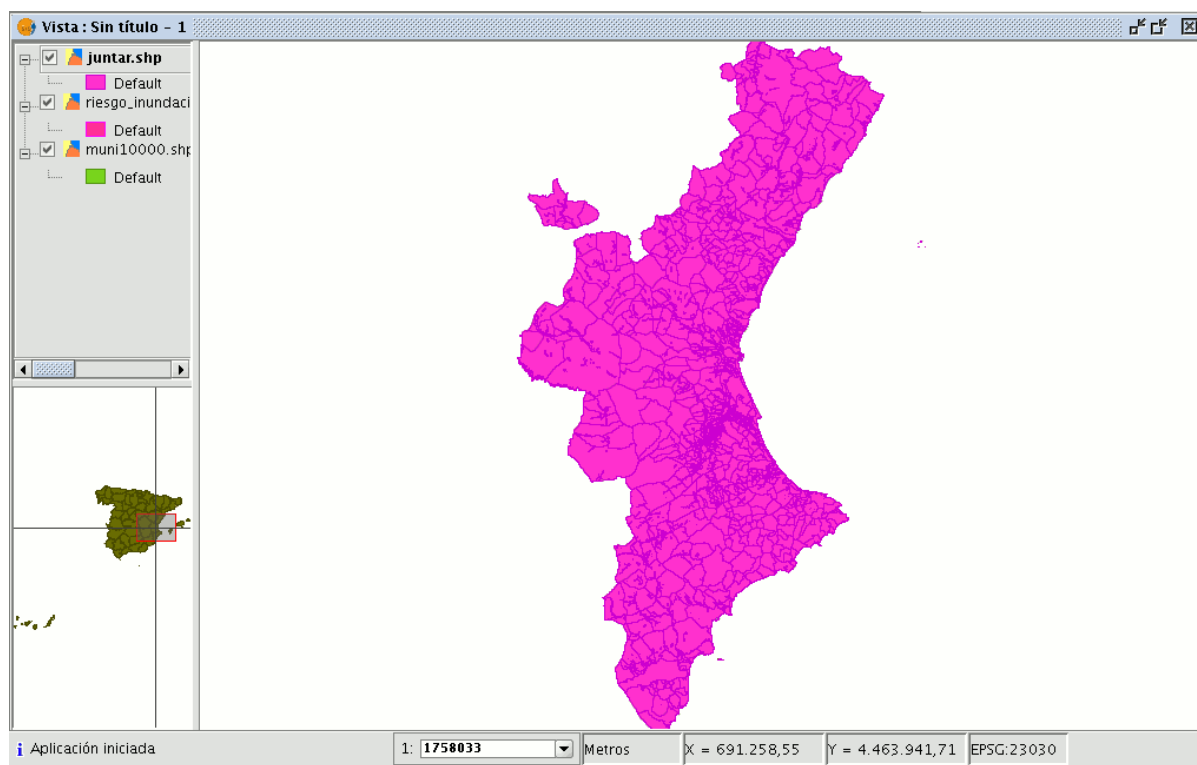 Vista : Sin título - 1
juntar.shp
Default
riesgo_inundaci
Default
muni10000.shp
Default
Aplicación iniciada
1: 1758033
Metros
X = 691.258,55
Y = 4.463.941,71
EPSG:23030